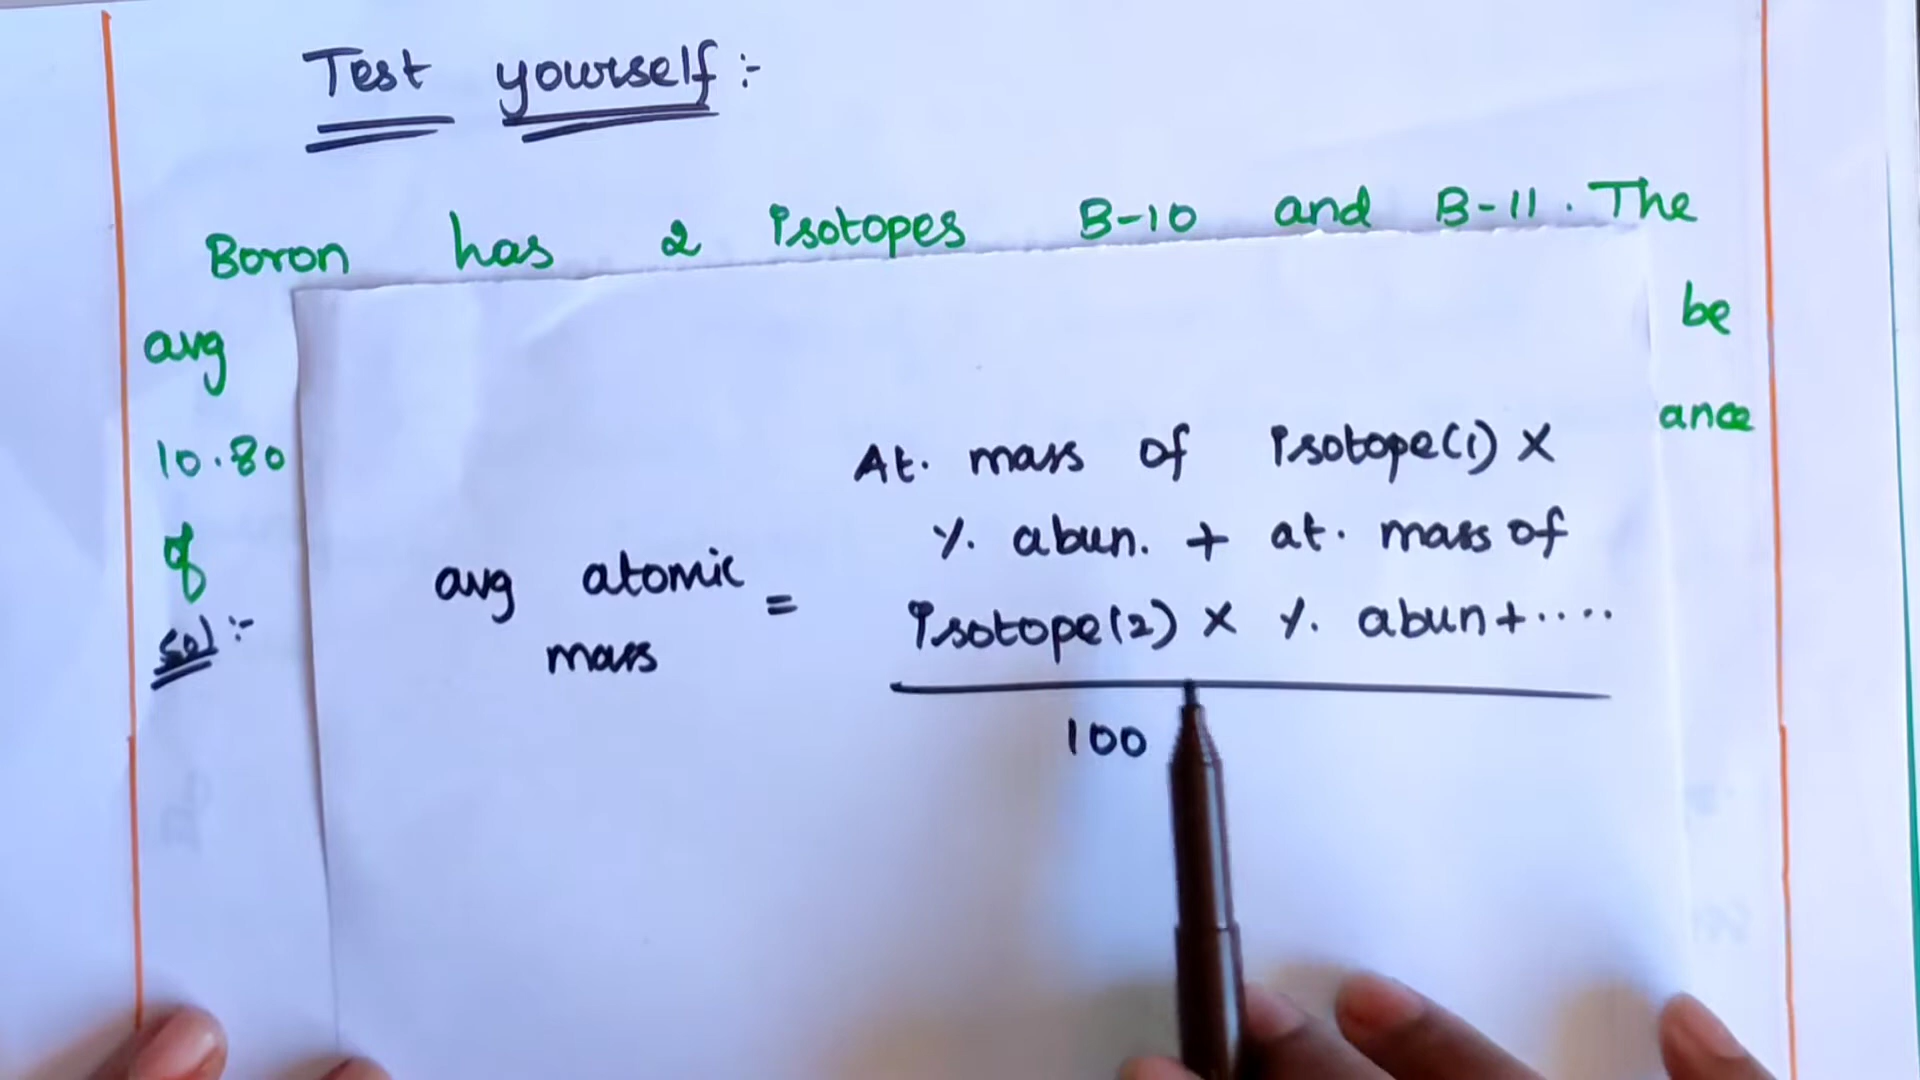 Test yourself :-
Boron has 2 isotopes B-10 and B-11. The
avg be
10.80 ance
of
Sol :-
At. mass of isotope(1) X
%. abun. + at. mass of
avg atomic =
mass
isotope(2) X %. abun + ....
100